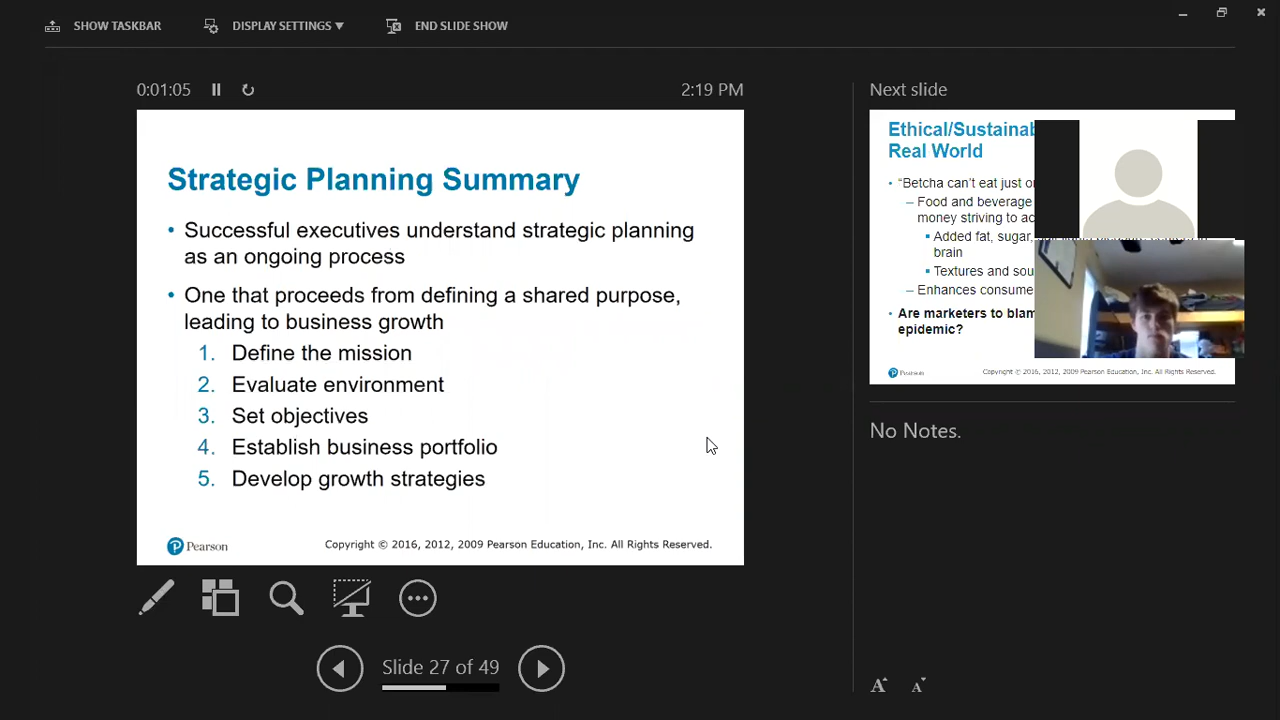 SHOW TASKBAR
DISPLAY SETTINGS
END SLIDE SHOW
0:01:05
2:19 PM
Next slide
Strategic Planning Summary
• Successful executives understand strategic planning
as an ongoing process
• One that proceeds from defining a shared purpose,
leading to business growth
1. Define the mission
2. Evaluate environment
3. Set objectives
4. Establish business portfolio
5. Develop growth strategies
Pearson
Copyright © 2016, 2012, 2009 Pearson Education, Inc. All Rights Reserved.
Ethical/Sustainab
Real World
• "Betcha can't eat just
– Food and beverage
money striving to
▪ Added fat, sugar,
brain
▪ Textures and
– Enhances
• Are marketers to
epidemic?
Pearson
Copyright © 2016, 2012, 2009 Pearson Education, Inc. All Rights Reserved.
No Notes.
Slide 27 of 49
A A